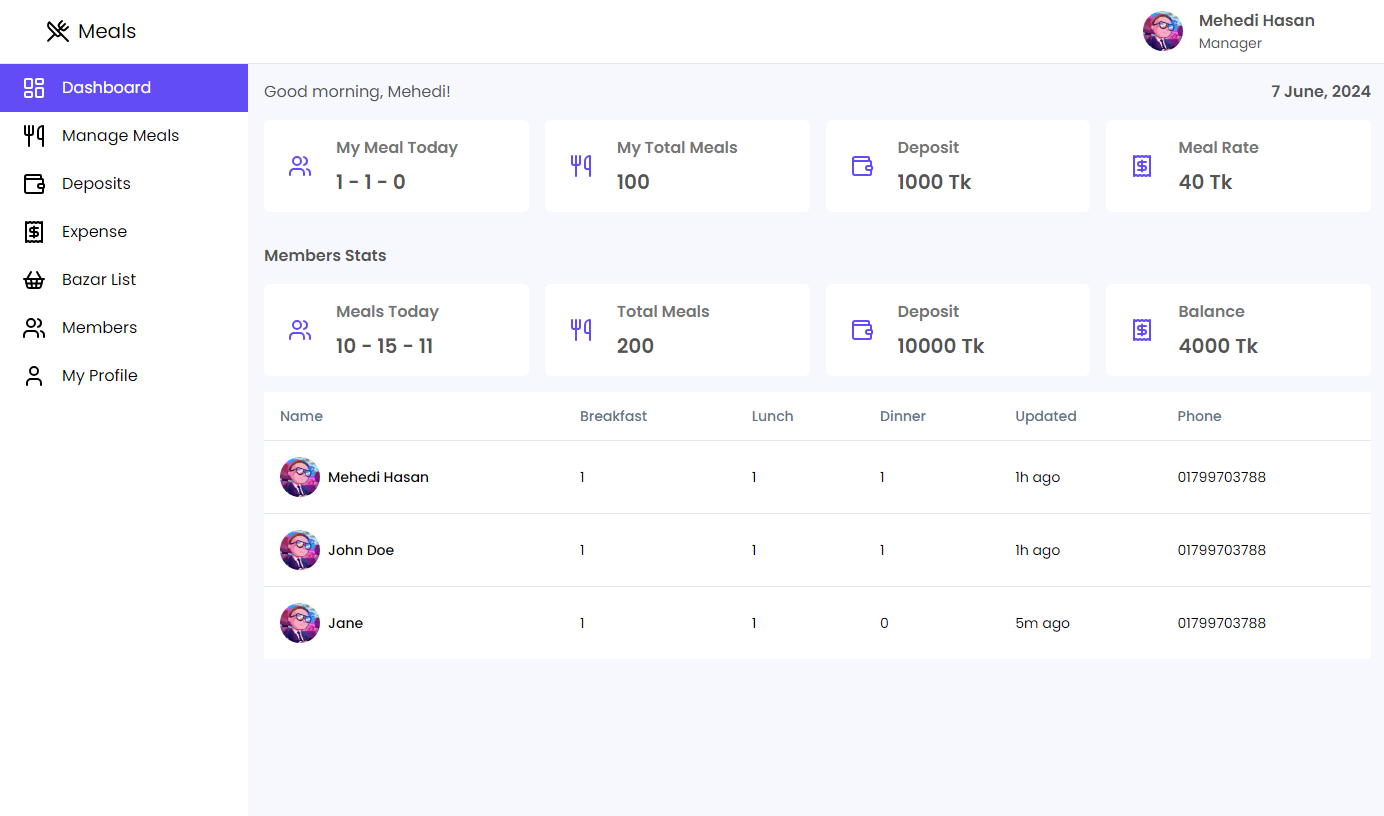 Meals
Mehedi Hasan
Manager
Dashboard
Manage Meals
Deposits
Expense
Bazar List
Members
My Profile
Good morning, Mehedi!
7 June, 2024
My Meal Today
1 - 1 - 0
My Total Meals
100
Deposit
1000 Tk
Meal Rate
40 Tk
Members Stats
Meals Today
10 - 15 - 11
Total Meals
200
Deposit
10000 Tk
Balance
4000 Tk
Name Breakfast Lunch Dinner Updated Phone
Mehedi Hasan 1 1 1 1h ago 01799703788
John Doe 1 1 1 1h ago 01799703788
Jane 1 1 0 5m ago 01799703788